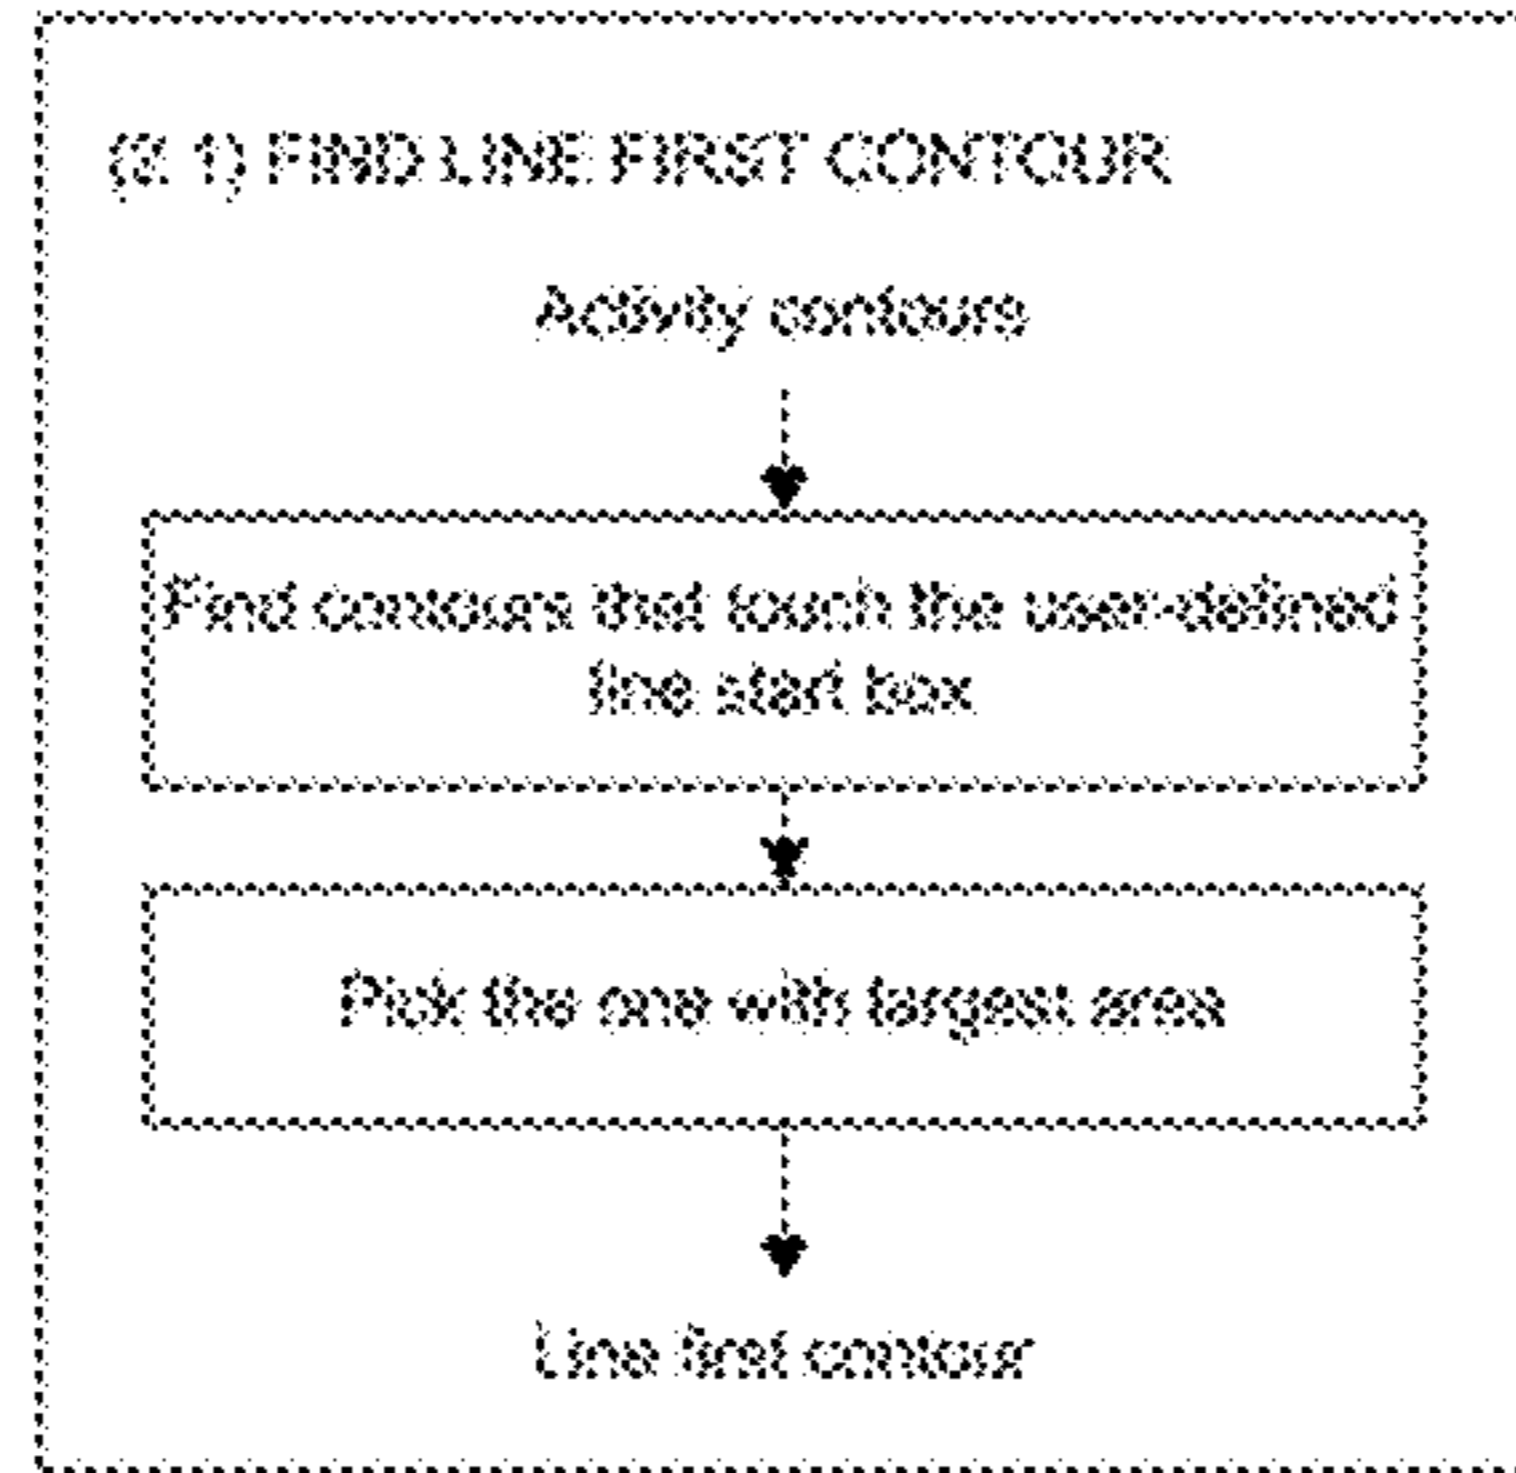 1) FIND LINE FIRST CONTOUR
Activity contours
Find contours that touch the user-defined
line start box
Pick the one with largest area
Line first contour